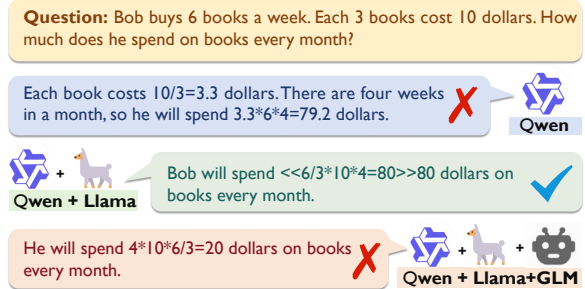 Question: Bob buys 6 books a week. Each 3 books cost 10 dollars. How
much does he spend on books every month?
Each book costs 10/3=3.3 dollars. There are four weeks
in a month, so he will spend 3.3*6*4=79.2 dollars.
Qwen
Bob will spend <<6/3*10*4=80>>80 dollars on
books every month.
+
Qwen + Llama
He will spend 4*10*6/3=20 dollars on books
every month.
+ +
Qwen + Llama+GLM